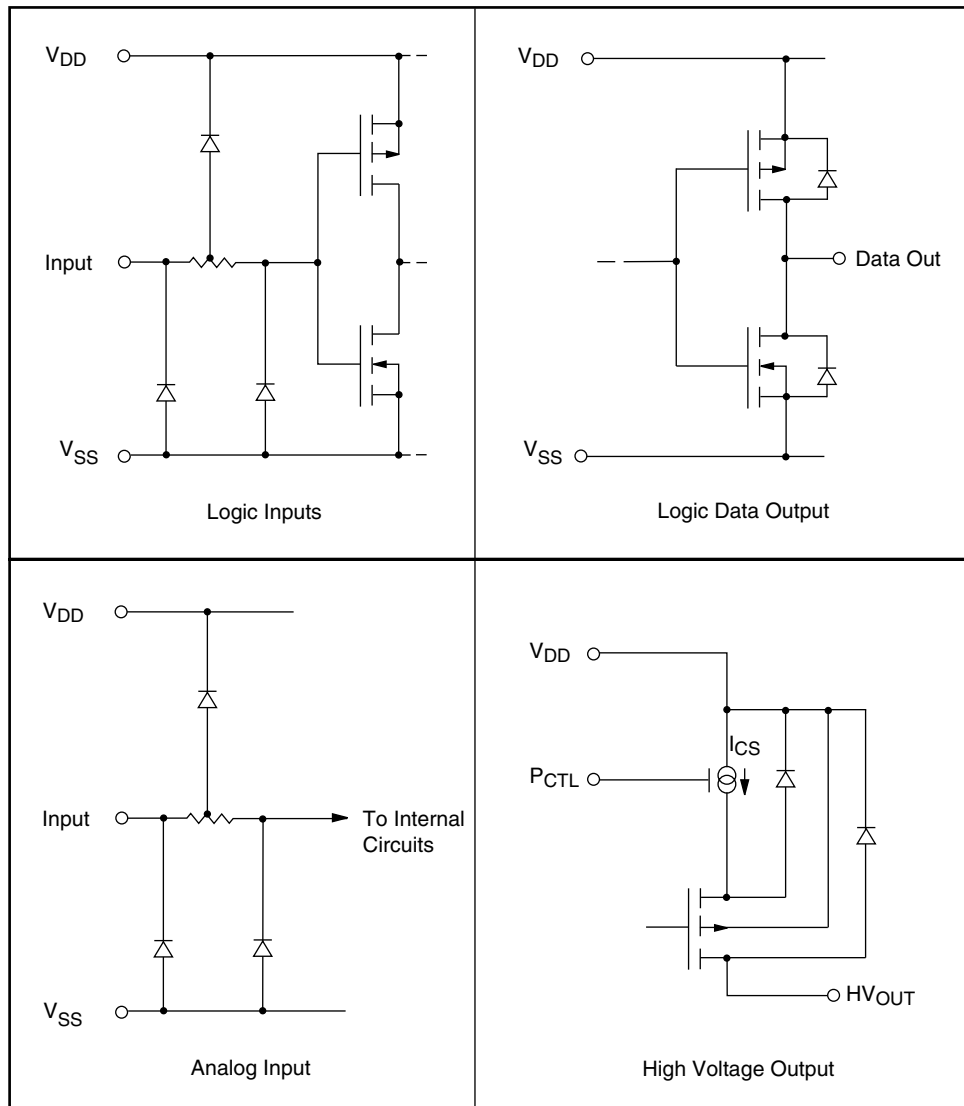 VDD
Input
VSS
Logic Inputs
VDD
Data Out
VSS
Logic Data Output
VDD
Input
To Internal
Circuits
VSS
Analog Input
VDD
ICS
PCTL
HVOUT
High Voltage Output